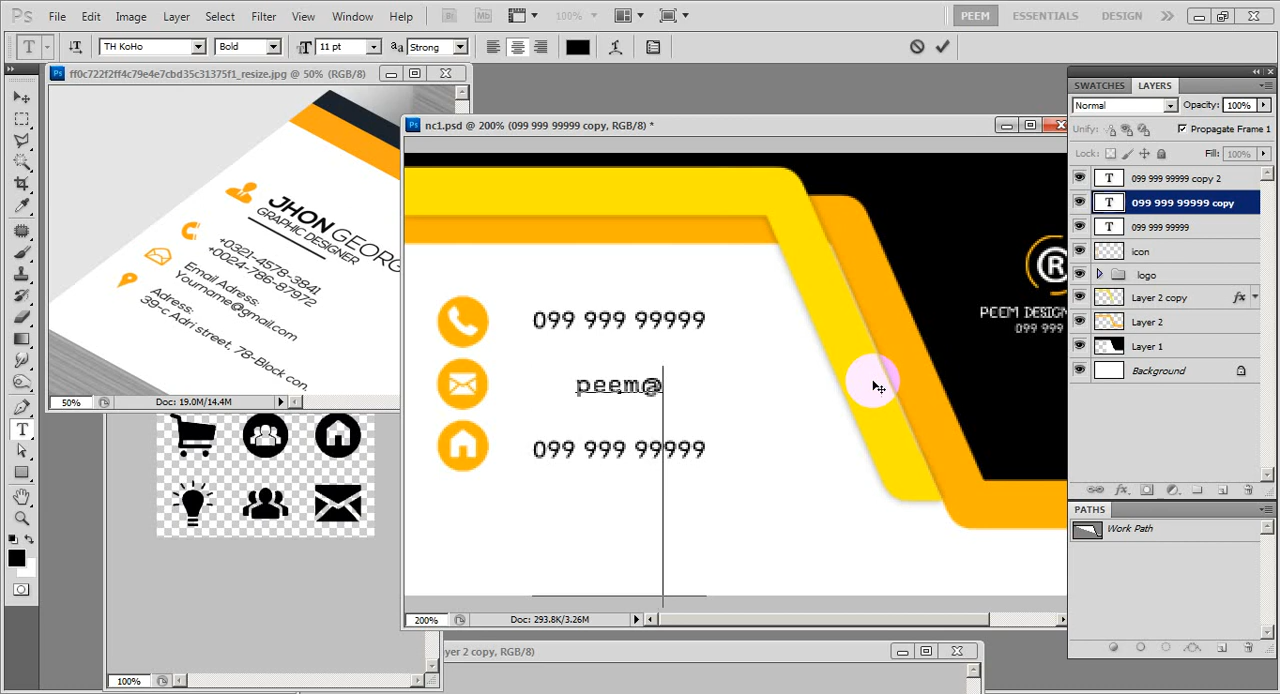 Ps File Edit Image Layer Select Filter View Window Help Br Mb 100% PEEM ESSENTIALS DESIGN
T TH KoHo Bold 11 pt aa Strong
ff0c722f2ff4c79e4e7cbd35c31375f1_resize.jpg @ 50% (RGB/8)
JHON GEORG
GRAPHIC DESIGNER
+0321-4578-3841
+0024-786-87972
Email Adress:
Yourname@gmail.com
Adress:
39-c Adri street, 78-Block con.
50% Doc: 19.0M/14.4M
100%
nc1.psd @ 200% (099 999 99999 copy, RGB/8) *
099 999 99999
peem@
099 999 99999
R
PEEM DESIGN
099 999
200% Doc: 293.8K/3.26M
yer 2 copy, RGB/8)
SWATCHES LAYERS
Normal Opacity: 100%
Unify: Propagate Frame 1
Lock: Fill: 100%
T 099 999 99999 copy 2
T 099 999 99999 copy
T 099 999 99999
icon
logo
Layer 2 copy fx
Layer 2
Layer 1
Background
fx
PATHS
Work Path